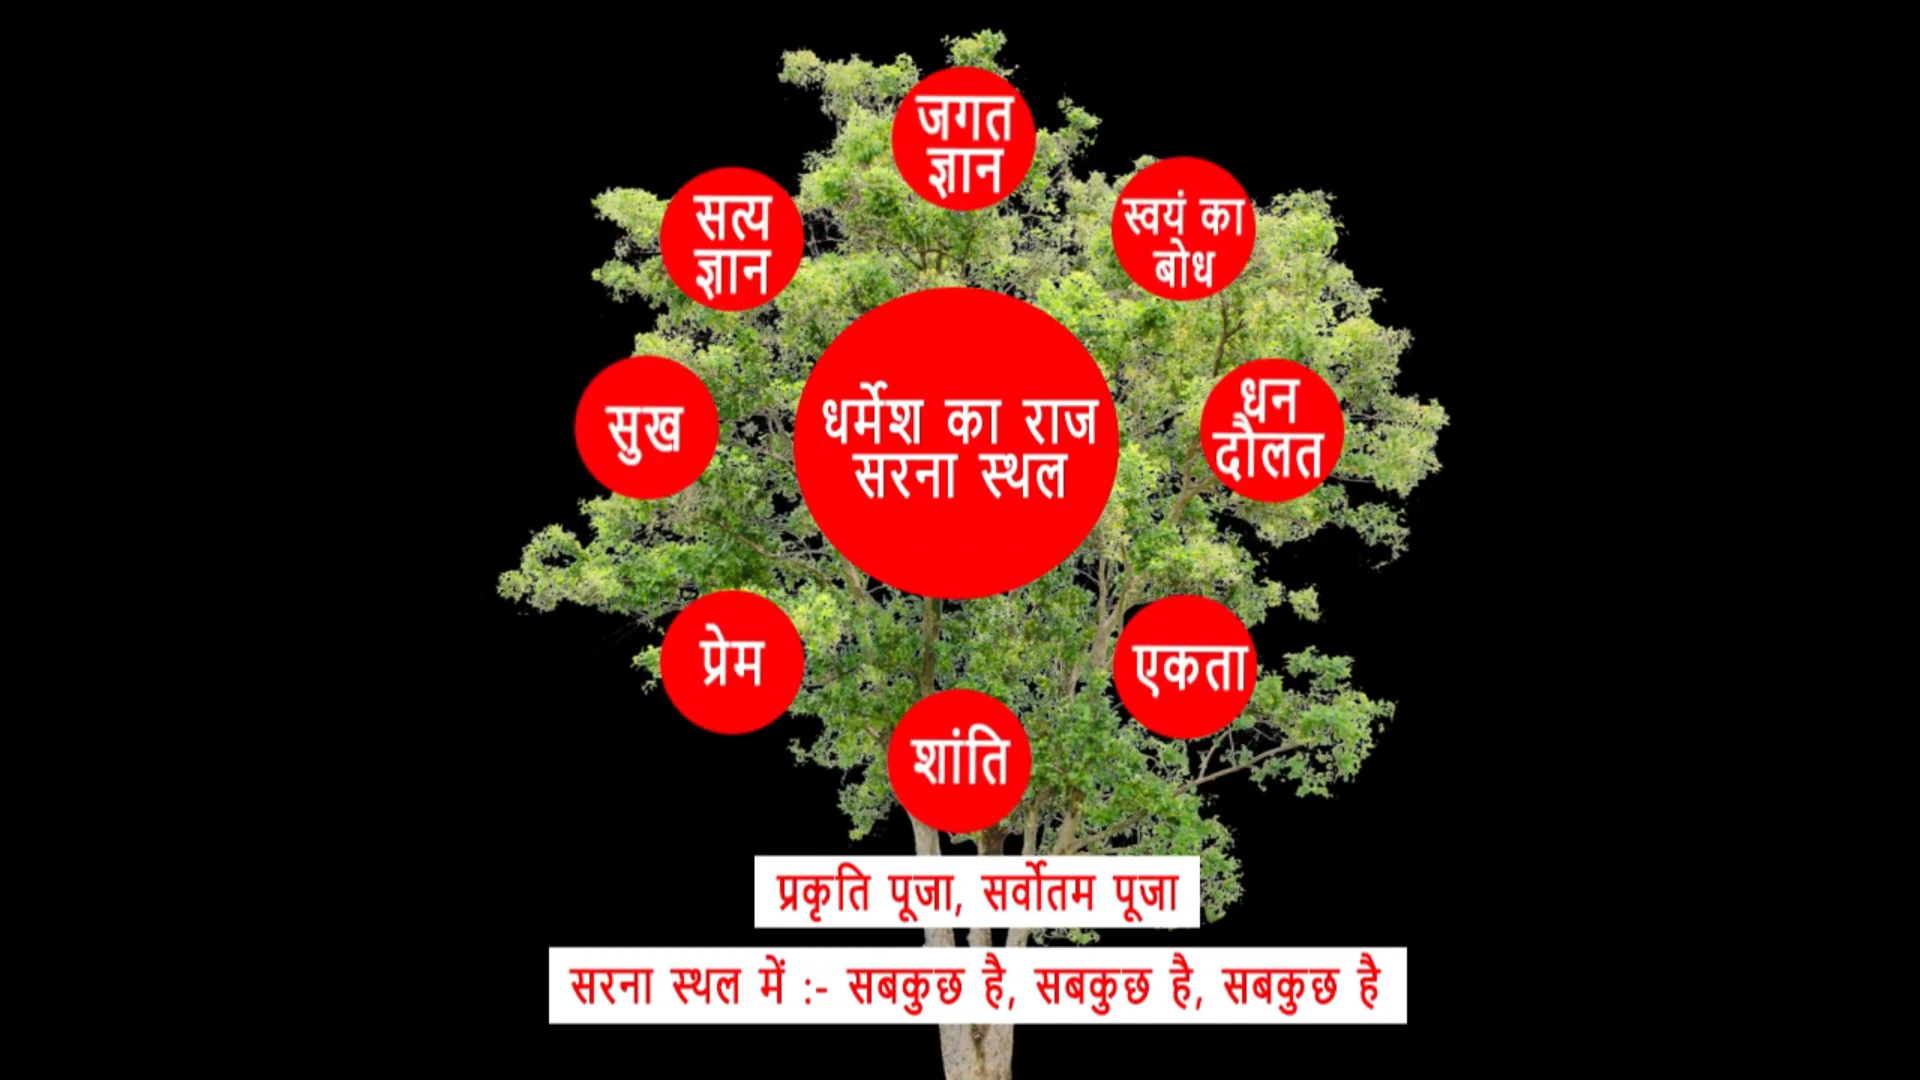 जगत
ज्ञान
सत्य
ज्ञान
स्वयं का
बोध
सुख
धर्मेश का राज
सरना स्थल
धन
दौलत
प्रेम
एकता
शांति
प्रकृति पूजा, सर्वोतम पूजा
सरना स्थल में :- सबकुछ है, सबकुछ है, सबकुछ है